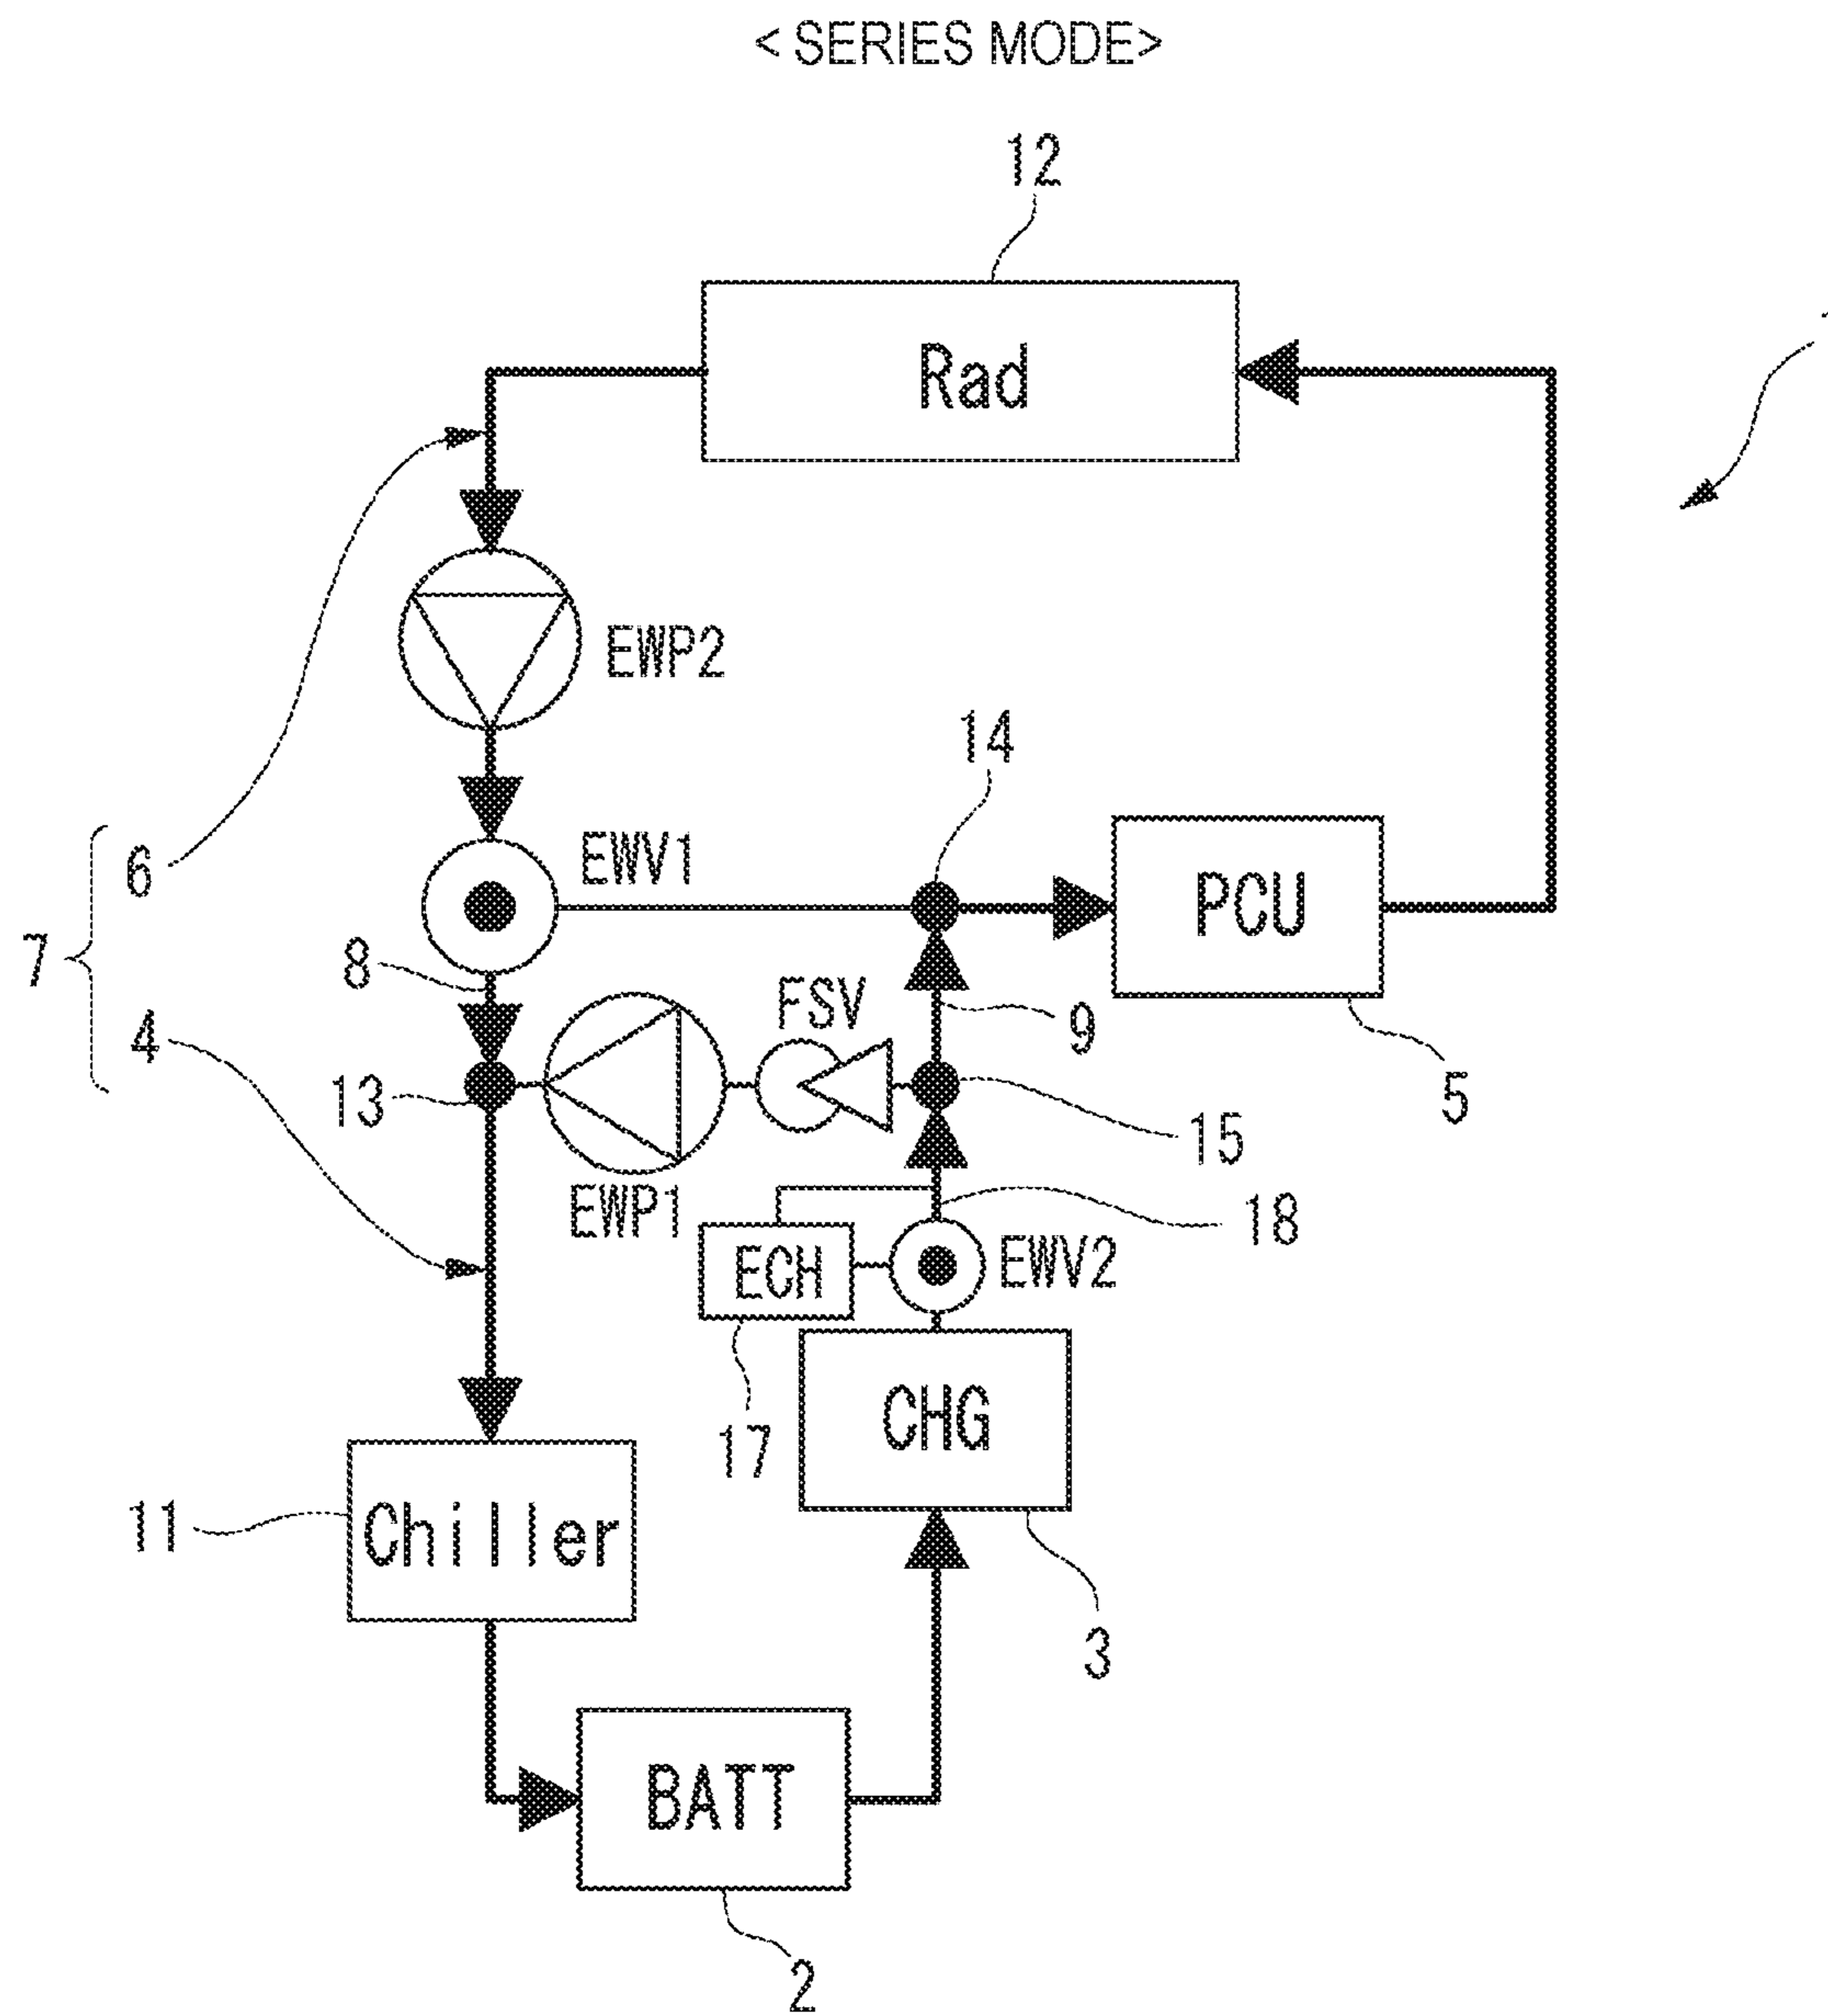 < SERIES MODE>
12
Rad
EWP2
14
6
EWV1
PCU
7
8
FSV
9
4
13
5
15
EWP1
18
ECH
EWV2
17
CHG
11
Chiller
3
BATT
2